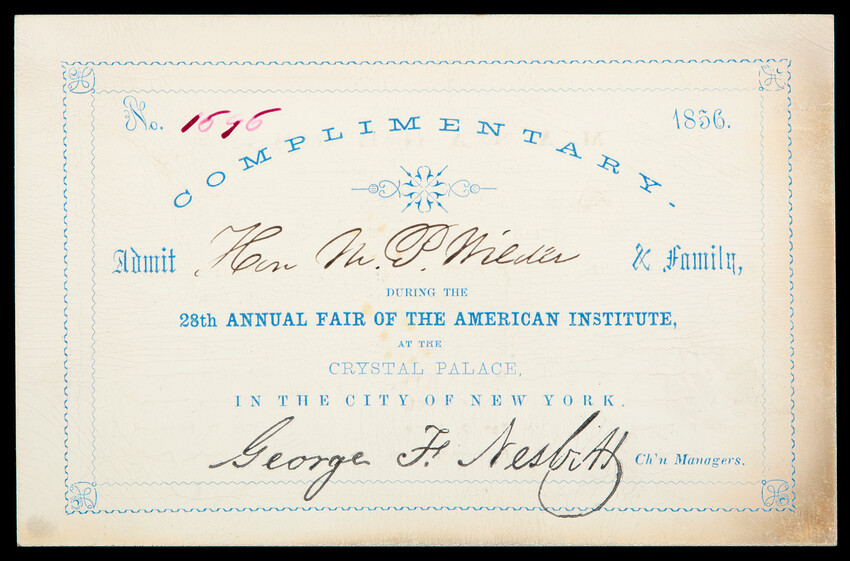 No. 1696 1856.
COMPLIMENTARY.
Admit Hon M. P. Wilder & Family,
DURING THE
28th ANNUAL FAIR OF THE AMERICAN INSTITUTE,
AT THE
CRYSTAL PALACE,
IN THE CITY OF NEW YORK.
George F. Nesbitt Ch'n Managers.